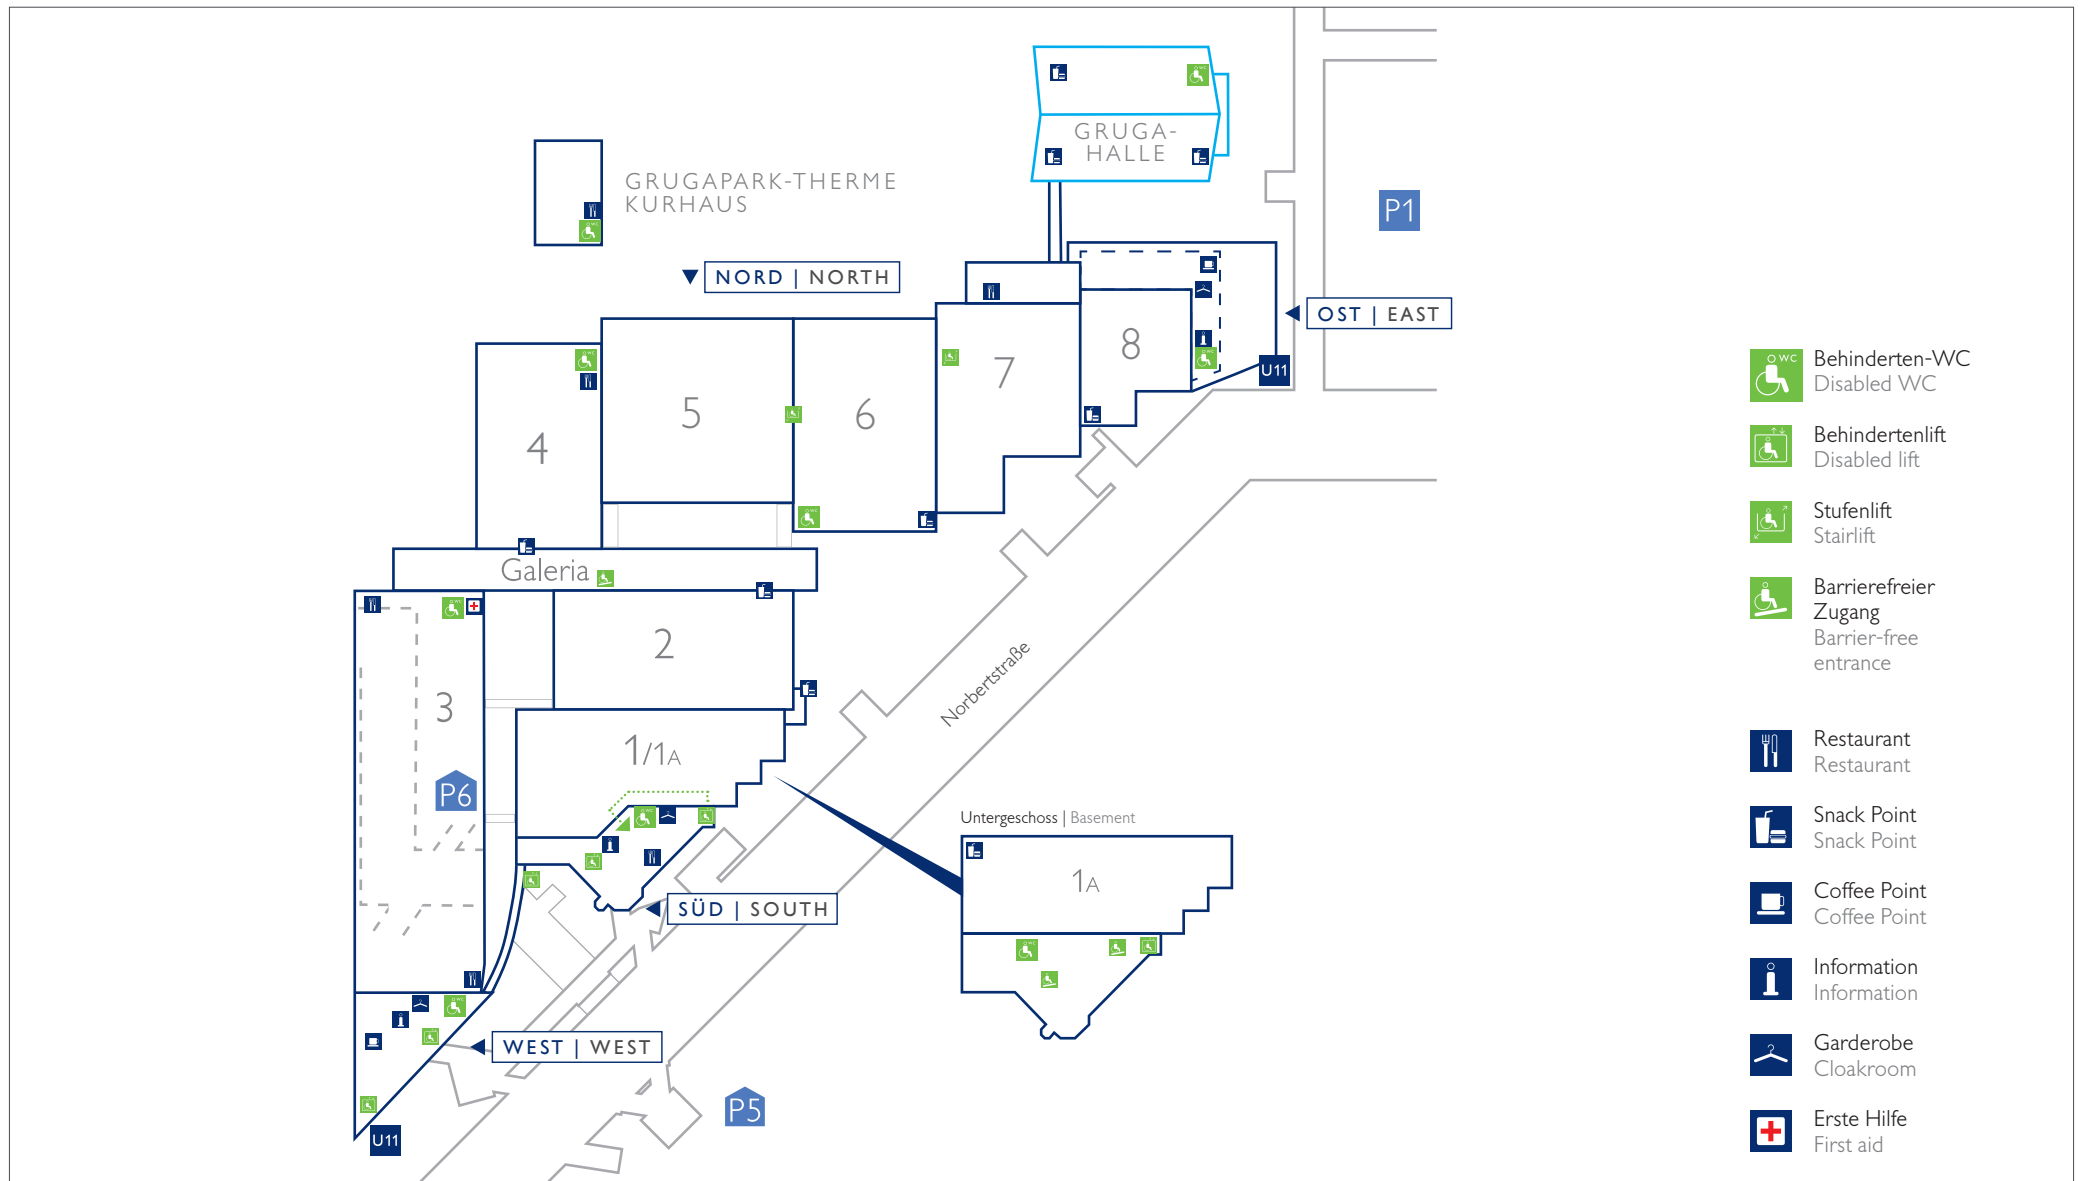 GRUGA-
HALLE
GRUGAPARK-THERME
KURHAUS
P1
NORD | NORTH
OST | EAST
8
7
U11
5
6
4
Galeria
2
3
Norbertstraße
1/1A
P6
Untergeschoss | Basement
1A
SÜD | SOUTH
WEST | WEST
P5
U11
WC
Behinderten-WC
Disabled WC
Behindertenlift
Disabled lift
Stufenlift
Stairlift
Barrierefreier
Zugang
Barrier-free
entrance
Restaurant
Restaurant
Snack Point
Snack Point
Coffee Point
Coffee Point
Information
Information
Garderobe
Cloakroom
Erste Hilfe
First aid